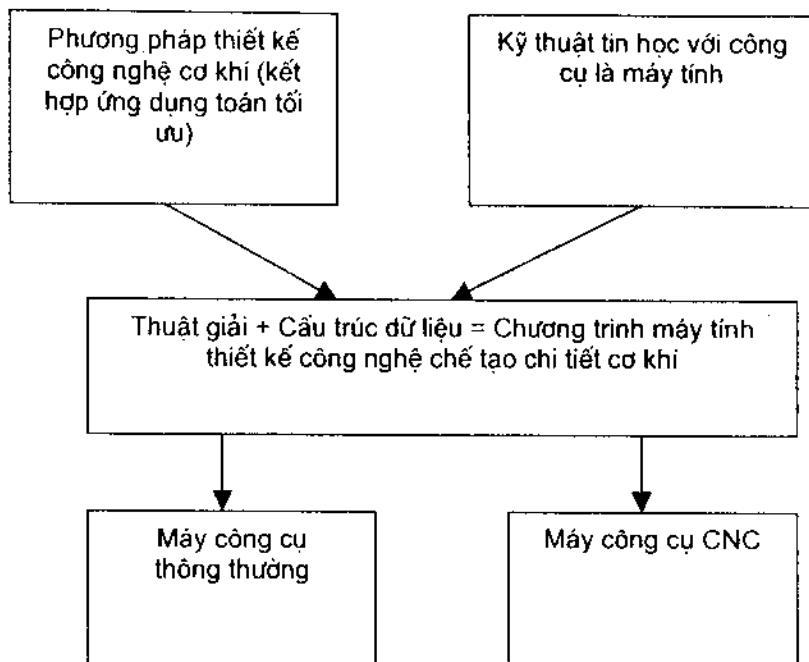 Phương pháp thiết kế
công nghệ cơ khí (kết
hợp ứng dụng toán tối
ưu)
Kỹ thuật tin học với công
cụ là máy tính
Thuật giải + Cấu trúc dữ liệu = Chương trình máy tính
thiết kế công nghệ chế tạo chi tiết cơ khí
Máy công cụ
thông thường
Máy công cụ CNC